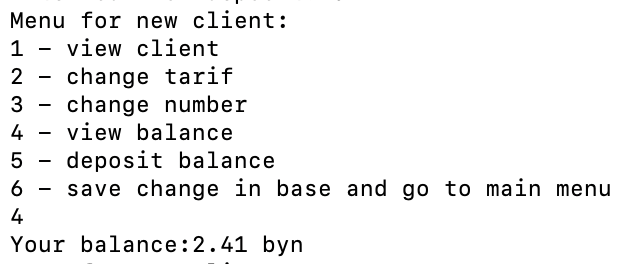 Menu for new client:
1 – view client
2 – change tarif
3 – change number
4 – view balance
5 – deposit balance
6 – save change in base and go to main menu
4
Your balance:2.41 byn